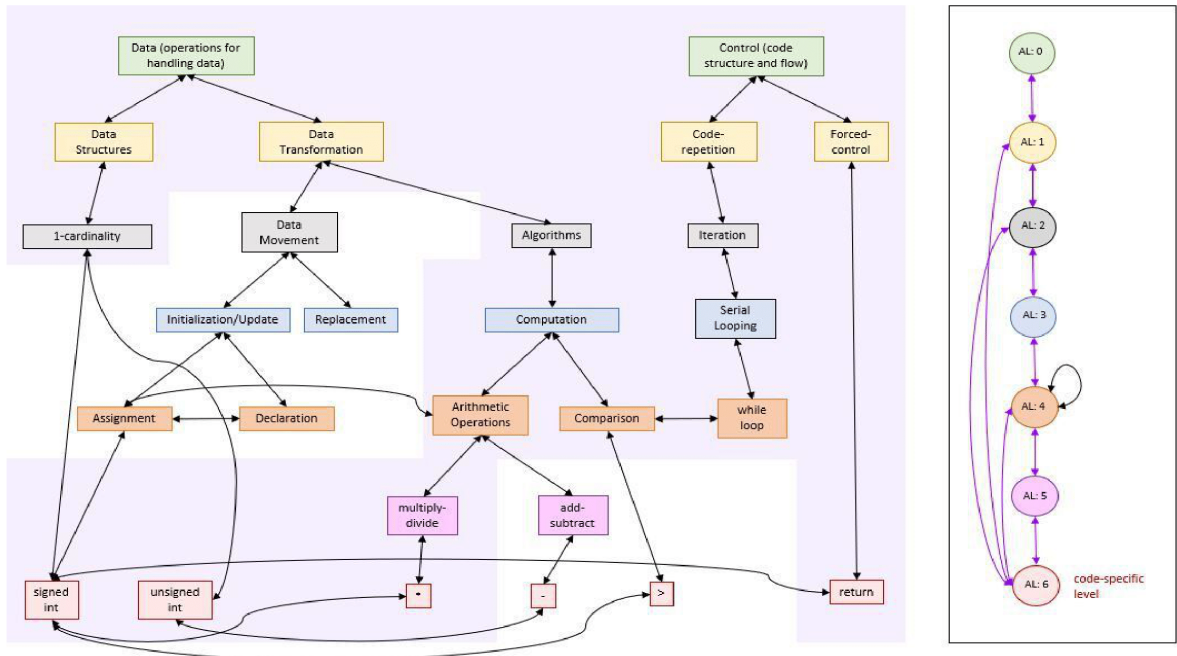 Data (operations for
handling data)
Control (code
structure and flow)
Data
Structures
Data
Transformation
Code-
repetition
Forced-
control
1-cardinality
Data
Movement
Algorithms
Iteration
Initialization/Update
Replacement
Computation
Serial
Looping
Assignment
Declaration
Arithmetic
Operations
Comparison
while
loop
multiply-
divide
add-
subtract
signed
int
unsigned
int
*
-
>
return
AL: 0
AL: 1
AL: 2
AL: 3
AL: 4
AL: 5
AL: 6
code-specific
level